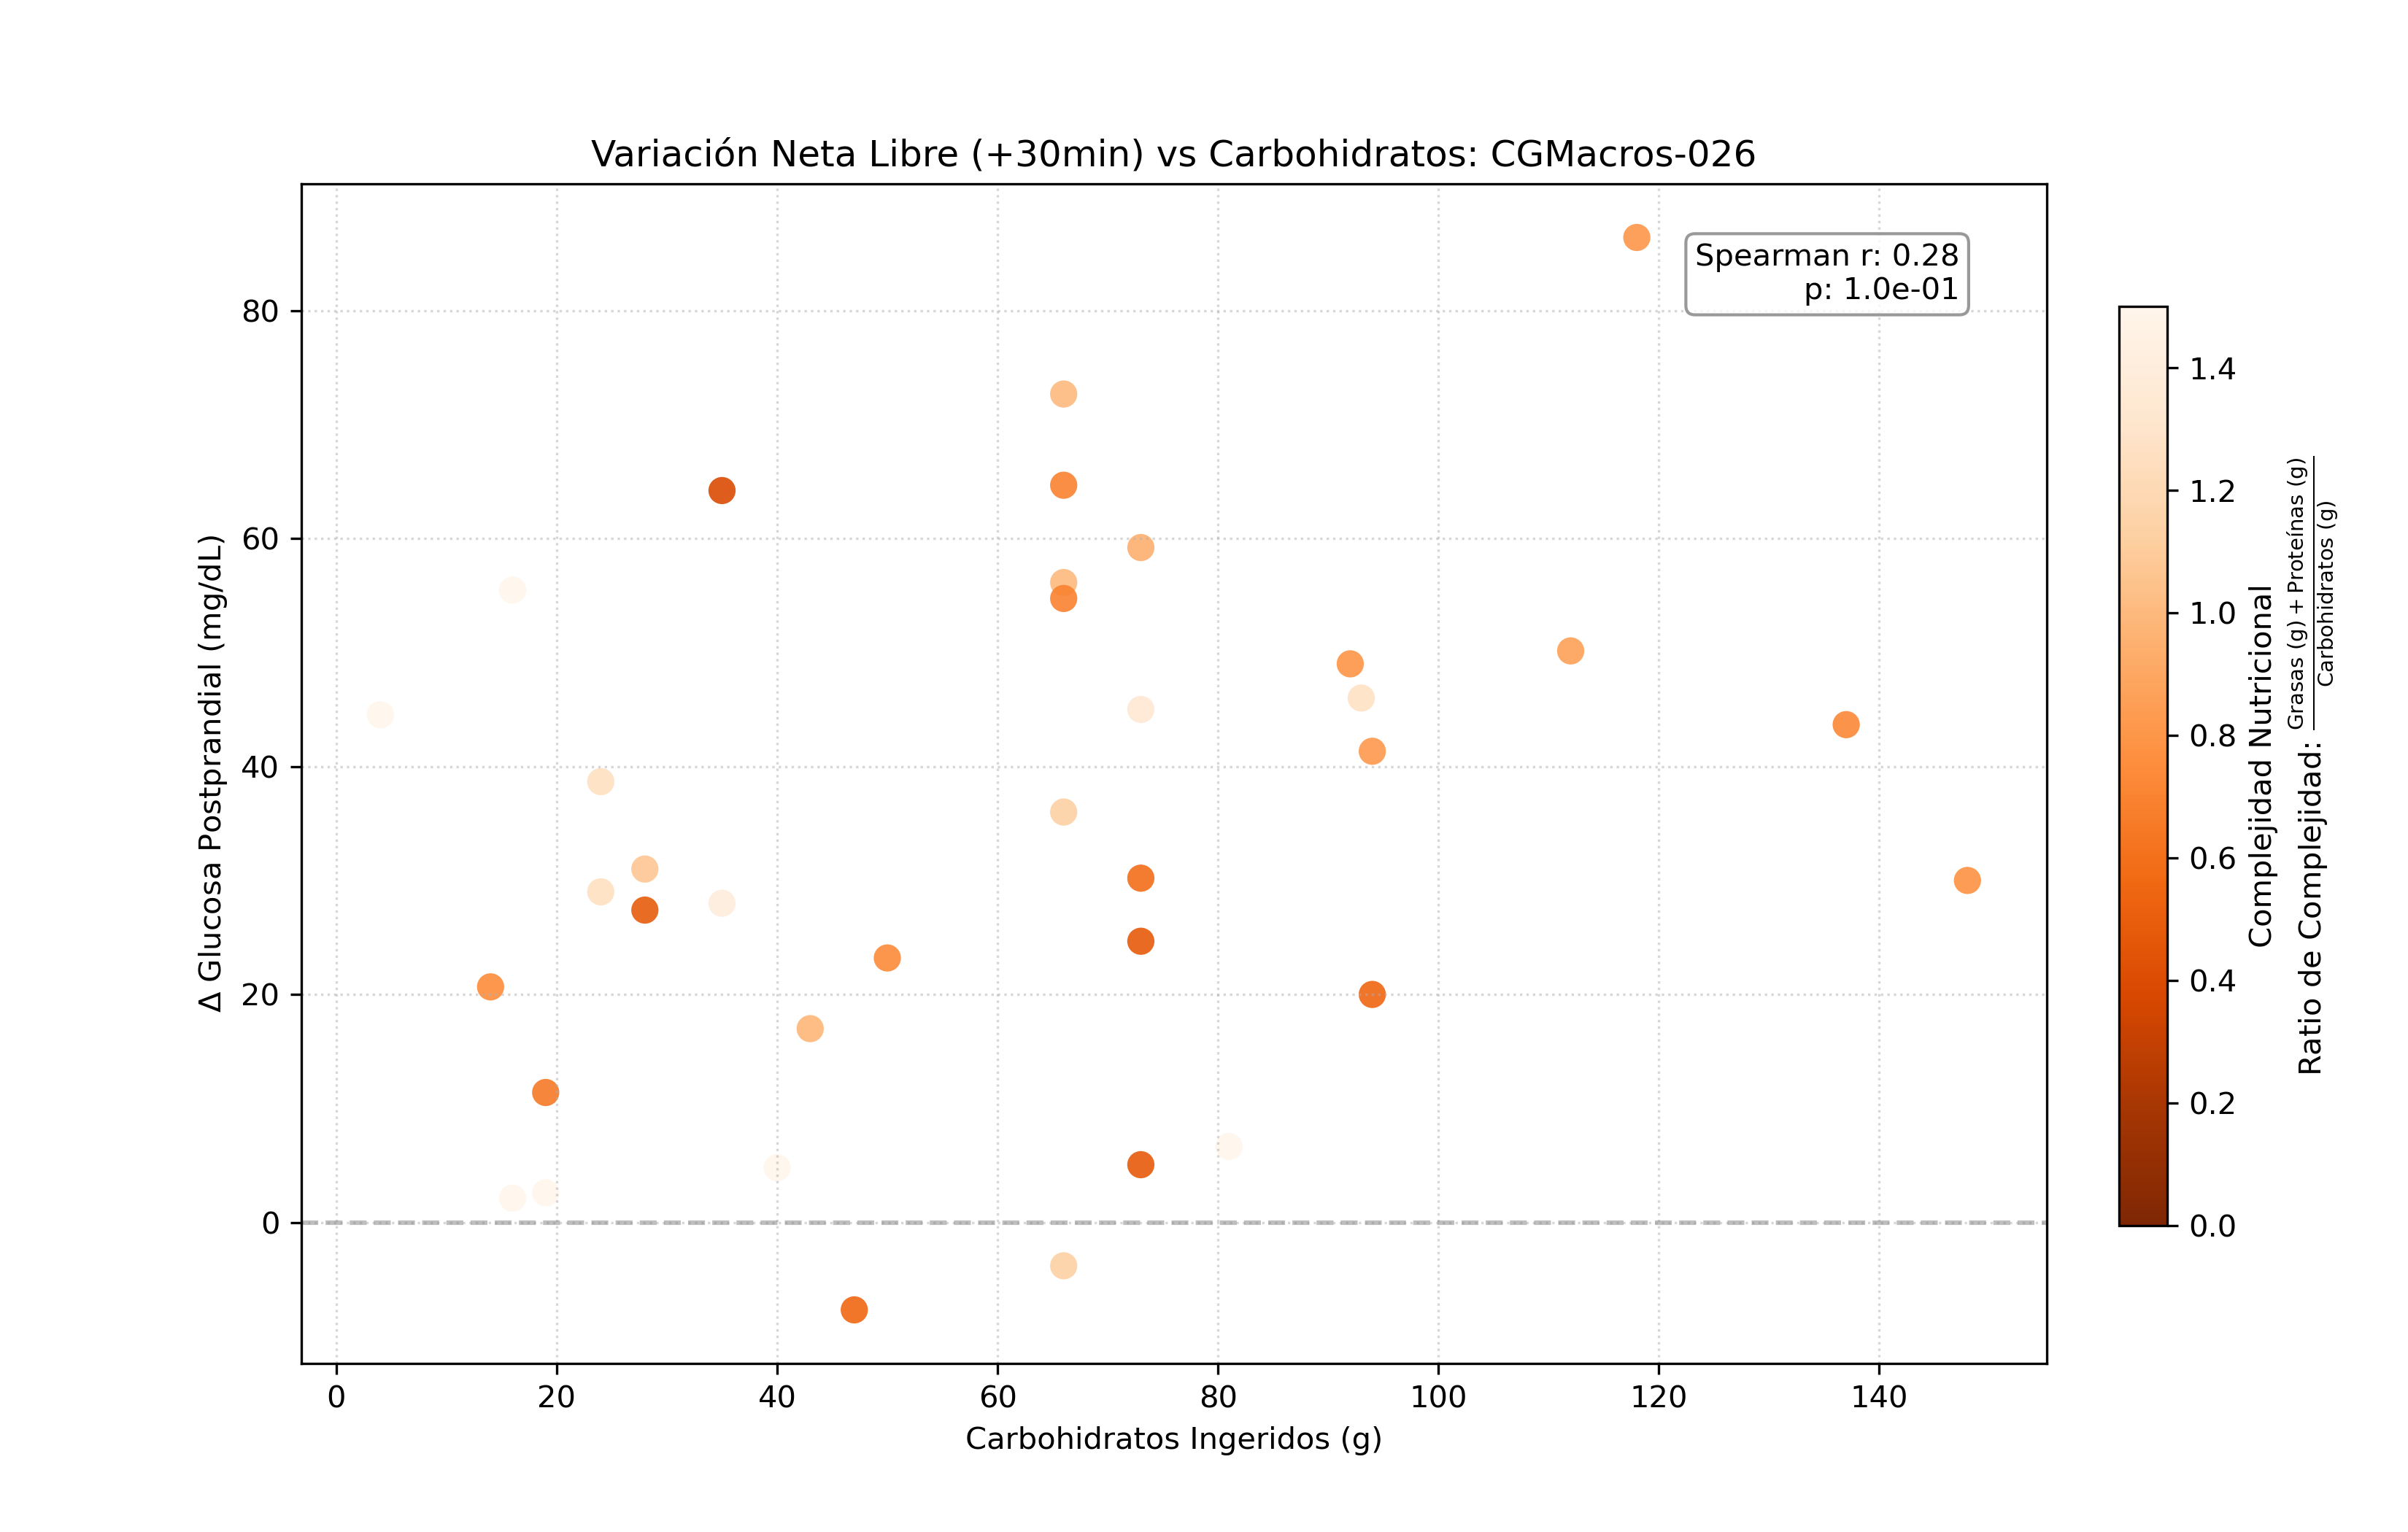 Variación Neta Libre (+30min) vs Carbohidratos: CGMacros-026
Spearman r: 0.28
p: 1.0e-01
Δ Glucosa Postprandial (mg/dL)
80
60
40
20
0
0 20 40 60 80 100 120 140
Carbohidratos Ingeridos (g)
1.4
1.2
1.0
0.8
0.6
0.4
0.2
0.0
Complejidad Nutricional
Ratio de Complejidad: Grasas (g) + Proteínas (g)
Carbohidratos (g)